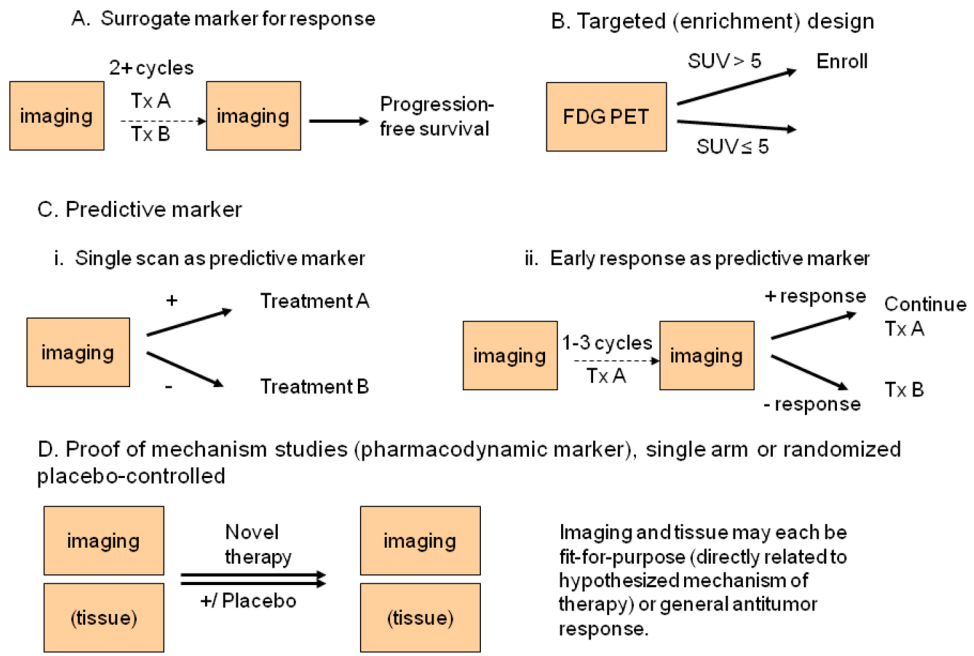 A. Surrogate marker for response
2+ cycles
imaging
Tx A
Tx B
imaging
Progression-
free survival
B. Targeted (enrichment) design
FDG PET
SUV > 5
Enroll
SUV ≤ 5
C. Predictive marker
i. Single scan as predictive marker
imaging
+
Treatment A
-
Treatment B
ii. Early response as predictive marker
imaging
1-3 cycles
Tx A
imaging
+ response
Continue
Tx A
- response
Tx B
D. Proof of mechanism studies (pharmacodynamic marker), single arm or randomized
placebo-controlled
imaging
(tissue)
Novel
therapy
+/ Placebo
imaging
(tissue)
Imaging and tissue may each be
fit-for-purpose (directly related to
hypothesized mechanism of
therapy) or general antitumor
response.